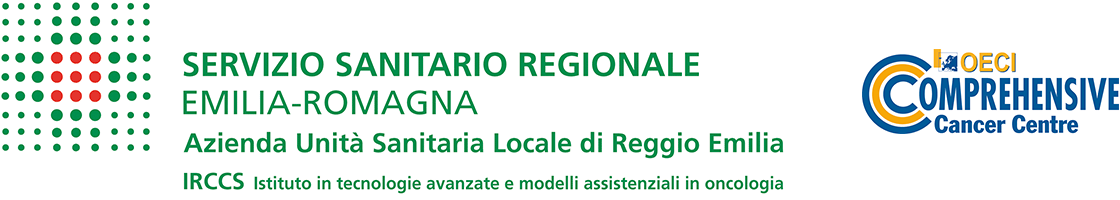 SERVIZIO SANITARIO REGIONALE
EMILIA-ROMAGNA
Azienda Unità Sanitaria Locale di Reggio Emilia
IRCCS Istituto in tecnologie avanzate e modelli assistenziali in oncologia
OECI
COMPREHENSIVE
Cancer Centre